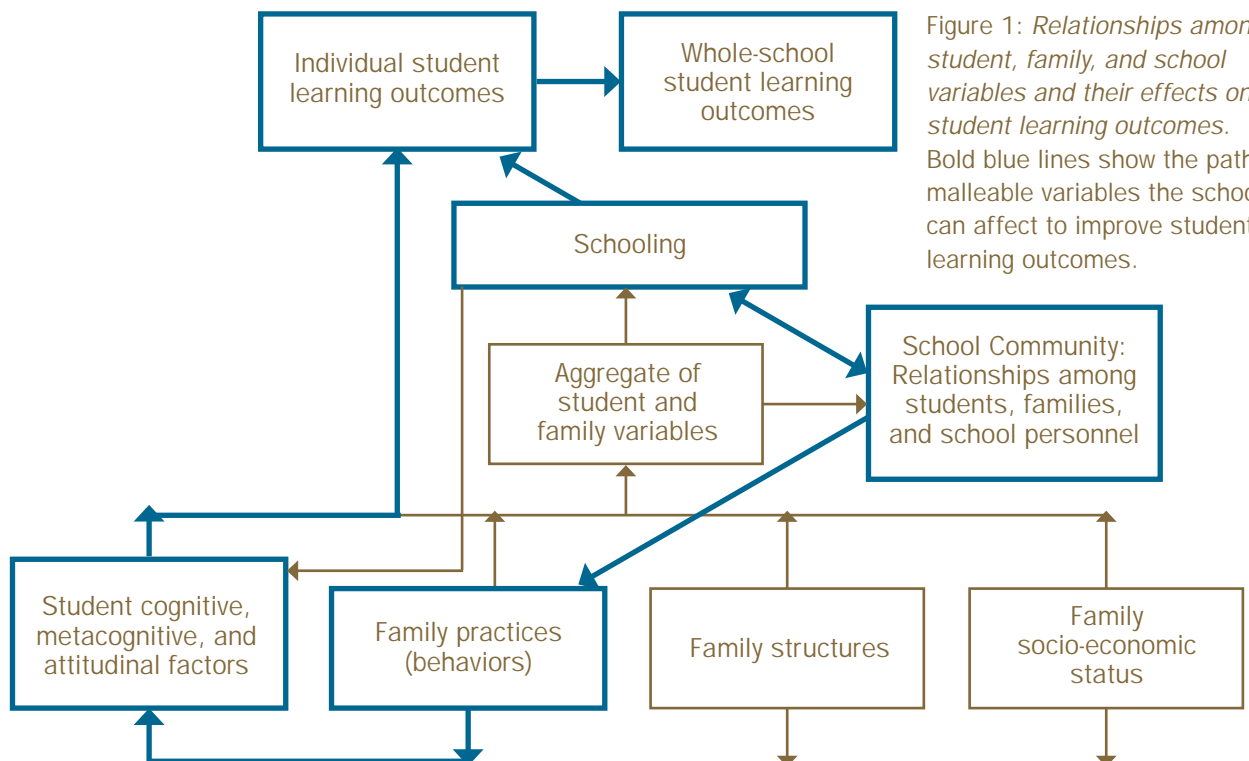 Individual student
learning outcomes
Whole-school
student learning
outcomes
Figure 1: Relationships amon
student, family, and school
variables and their effects on
student learning outcomes.
Bold blue lines show the path
malleable variables the schoo
can affect to improve student
learning outcomes.
Schooling
Aggregate of
student and
family variables
School Community:
Relationships among
students, families,
and school personnel
Student cognitive,
metacognitive, and
attitudinal factors
Family practices
(behaviors)
Family structures
Family
socio-economic
status